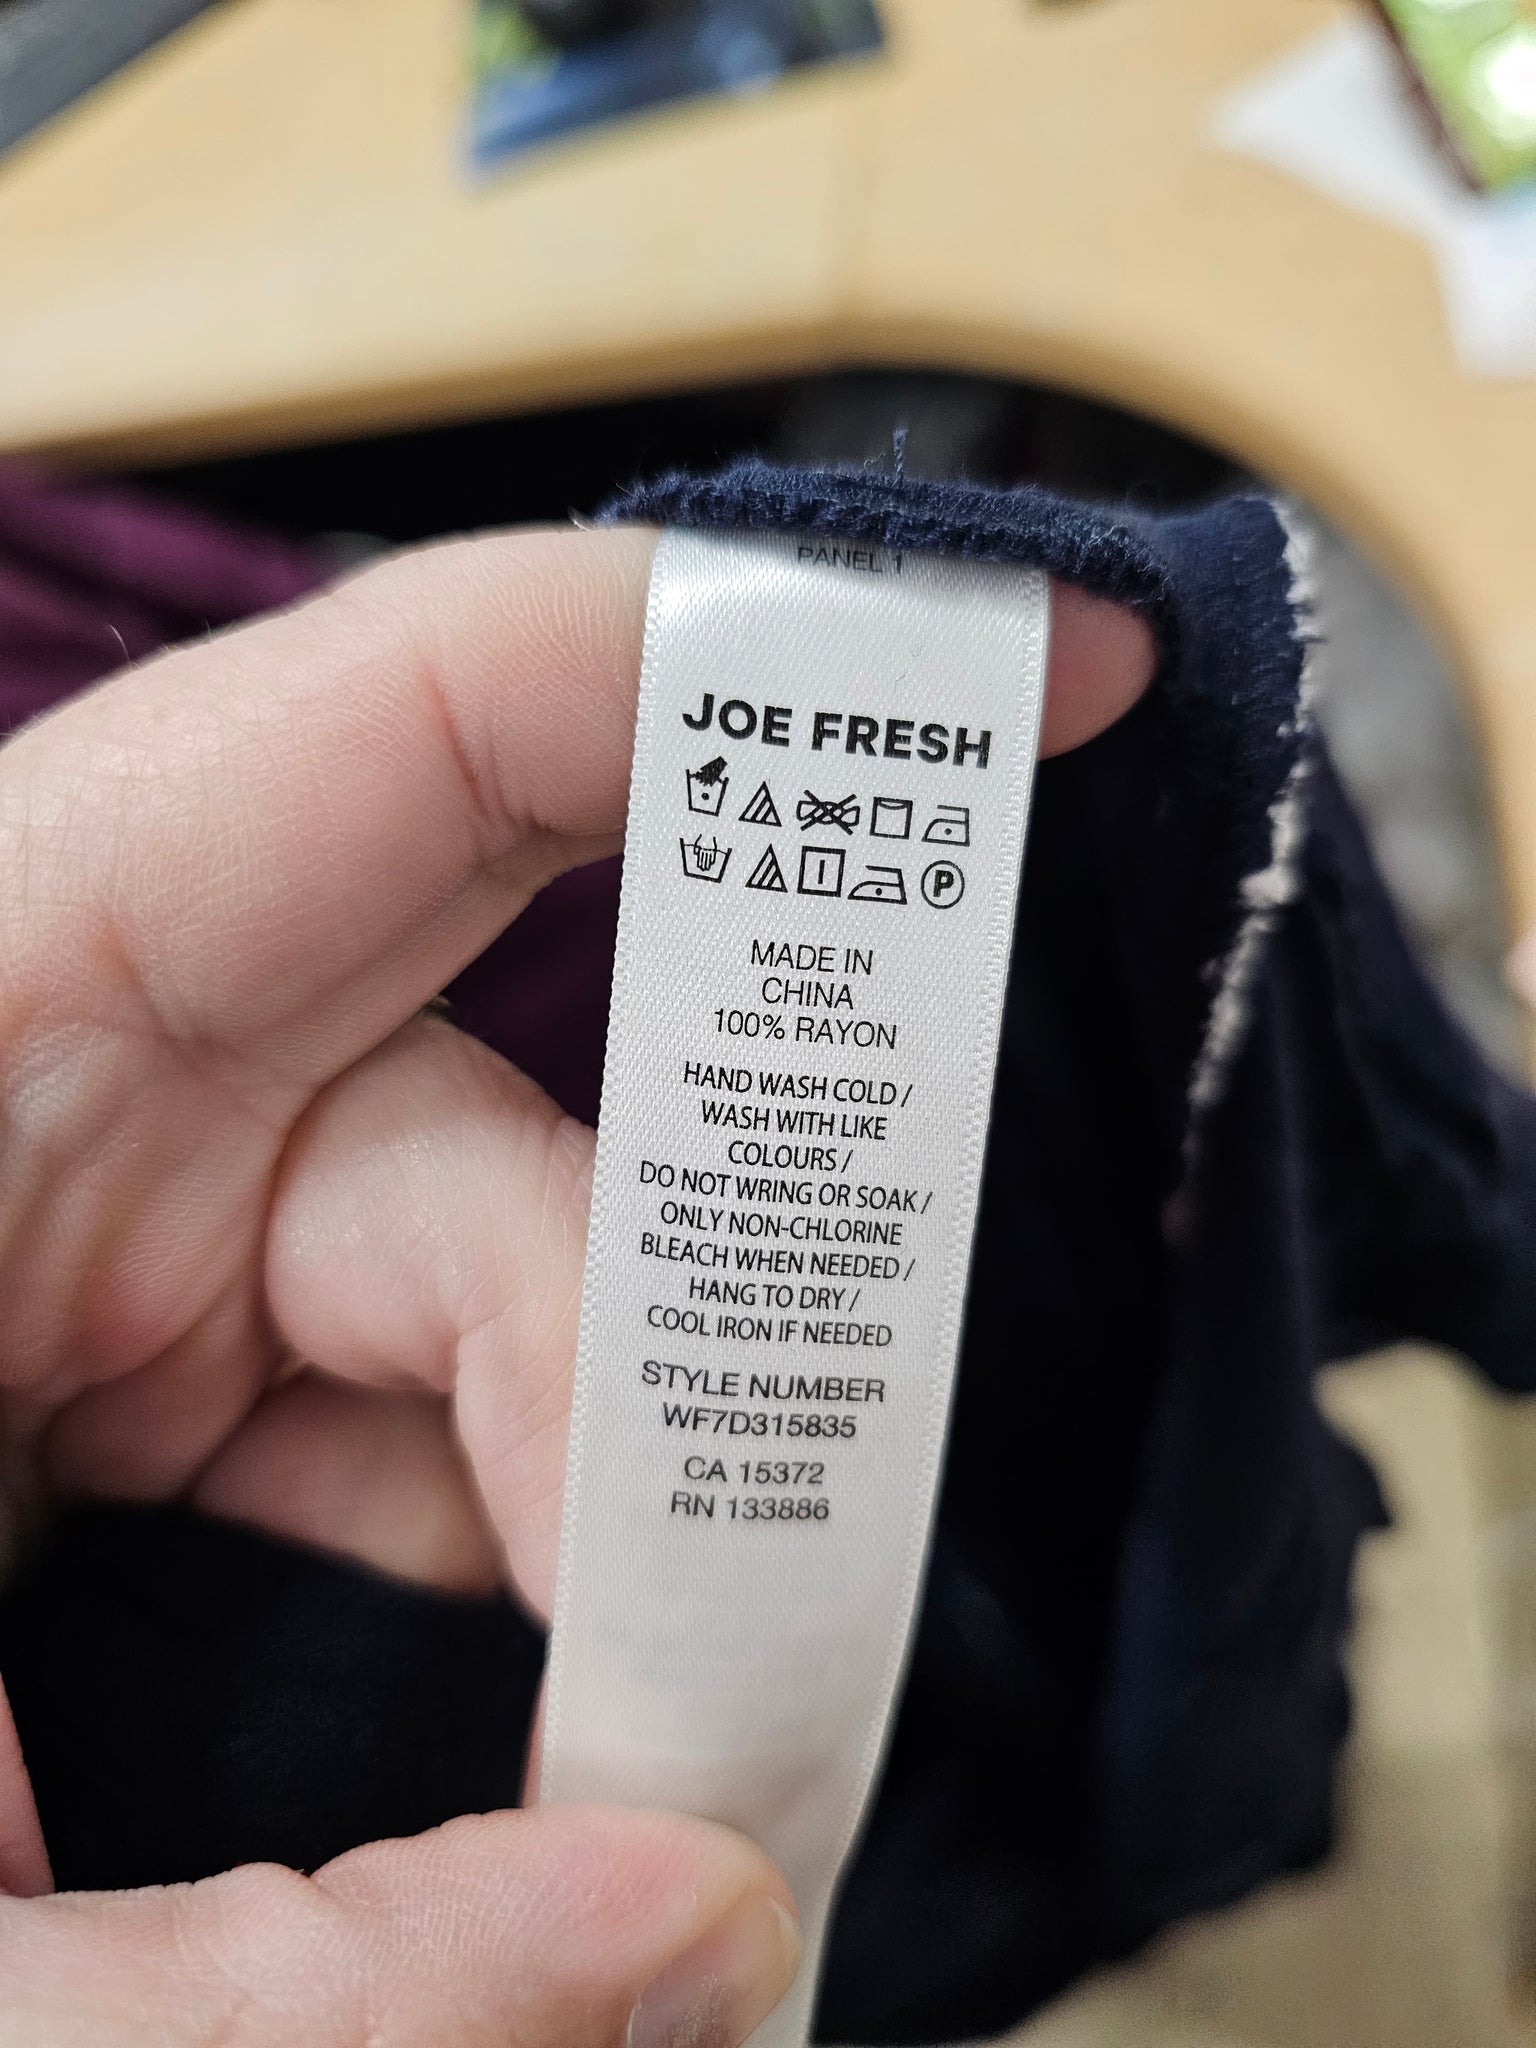 PANEL 1
JOE FRESH
P
MADE IN
CHINA
100% RAYON
HAND WASH COLD /
WASH WITH LIKE
COLOURS /
DO NOT WRING OR SOAK /
ONLY NON-CHLORINE
BLEACH WHEN NEEDED /
HANG TO DRY /
COOL IRON IF NEEDED
STYLE NUMBER
WF7D315835
CA 15372
RN 133886